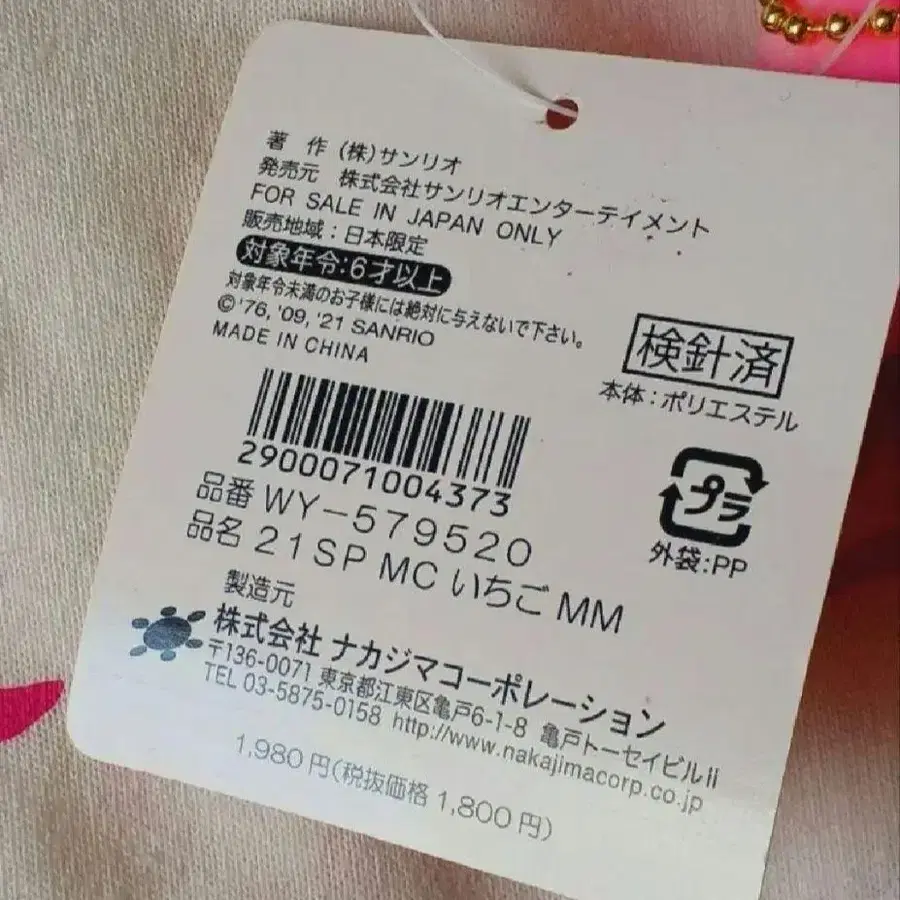 著　作 (株)サンリオ
発売元　株式会社サンリオエンターテイメント
FOR SALE IN JAPAN ONLY
販売地域：日本限定
対象年令:6才以上
対象年令未満のお子様には絶対に与えないで下さい。
© '76, '09, '21 SANRIO
MADE IN CHINA
検針済
本体：ポリエステル
2900071004373
プラ
外袋:PP
品番 WY-579520
品名 21SP MC いちご MM
製造元
株式会社 ナカジマコーポレーション
〒136-0071 東京都江東区亀戸6-1-8 亀戸トーセイビルⅱ
TEL 03-5875-0158 http://www.nakajimacorp.co.jp
1,980円(税抜価格 1,800円)